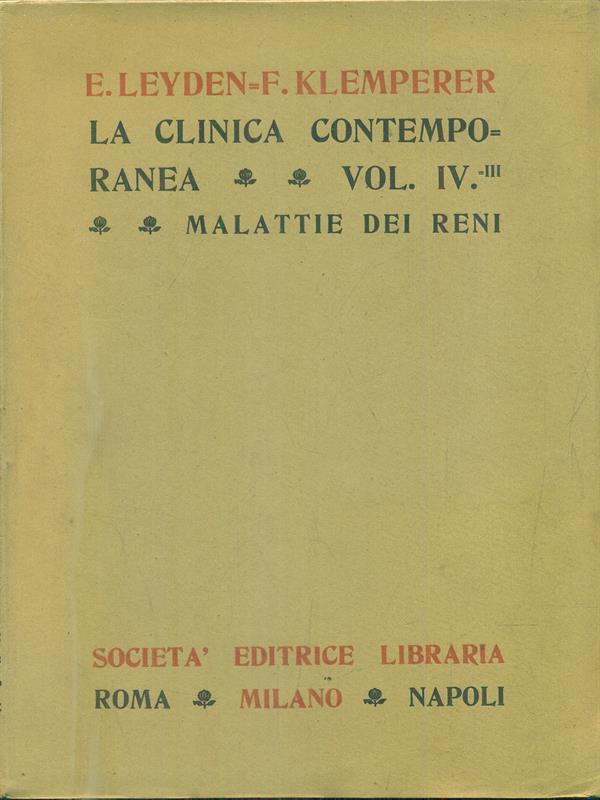 E. LEYDEN=F. KLEMPERER
LA CLINICA CONTEMPO=
RANEA VOL. IV.=III
MALATTIE DEI RENI
SOCIETA' EDITRICE LIBRARIA
ROMA MILANO NAPOLI